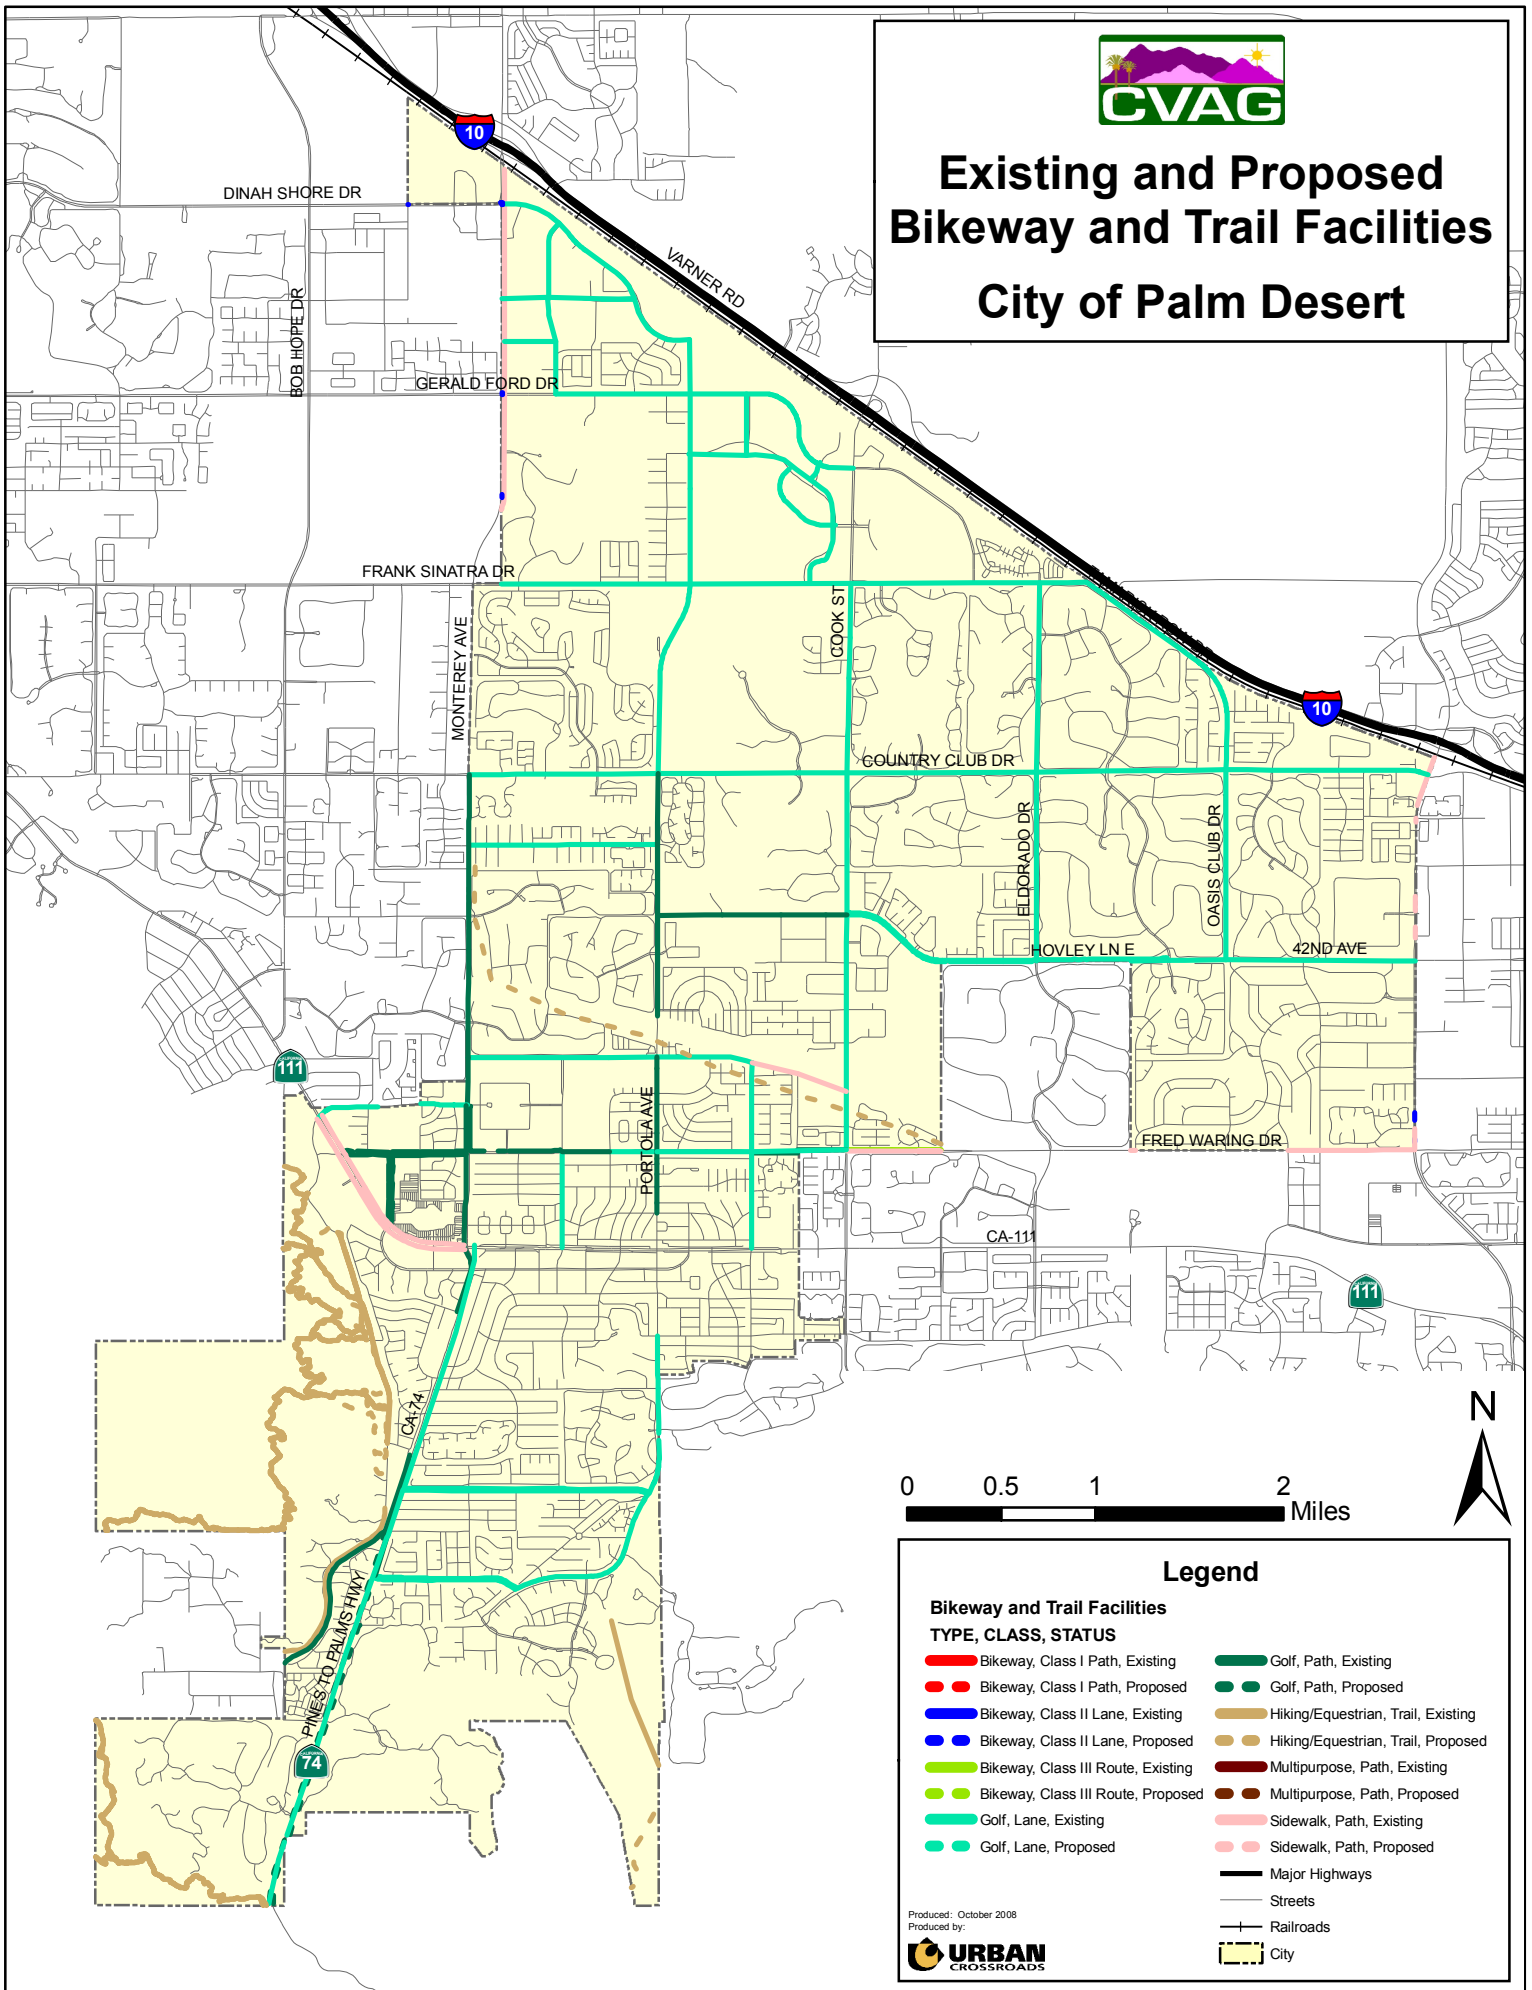 CVAG
Existing and Proposed
Bikeway and Trail Facilities
City of Palm Desert
10
DINAH SHORE DR
VARNER RD
BOB HOPE DR
GERALD FORD DR
FRANK SINATRA DR
COOK ST
MONTEREY AVE
10
COUNTRY CLUB DR
ELDORADO DR
OASIS CLUB DR
HOVLEY LN E
42ND AVE
CALIFORNIA
111
PORTOLA AVE
FRED WARING DR
CA-111
CALIFORNIA
111
CA-74
PINES TO PALMS HWY
CALIFORNIA
74
N
0 0.5 1 2
Miles
Legend
Bikeway and Trail Facilities
TYPE, CLASS, STATUS
Bikeway, Class I Path, Existing
Bikeway, Class I Path, Proposed
Bikeway, Class II Lane, Existing
Bikeway, Class II Lane, Proposed
Bikeway, Class III Route, Existing
Bikeway, Class III Route, Proposed
Golf, Lane, Existing
Golf, Lane, Proposed
Golf, Path, Existing
Golf, Path, Proposed
Hiking/Equestrian, Trail, Existing
Hiking/Equestrian, Trail, Proposed
Multipurpose, Path, Existing
Multipurpose, Path, Proposed
Sidewalk, Path, Existing
Sidewalk, Path, Proposed
Major Highways
Streets
Railroads
City
Produced: October 2008
Produced by:
URBAN
CROSSROADS